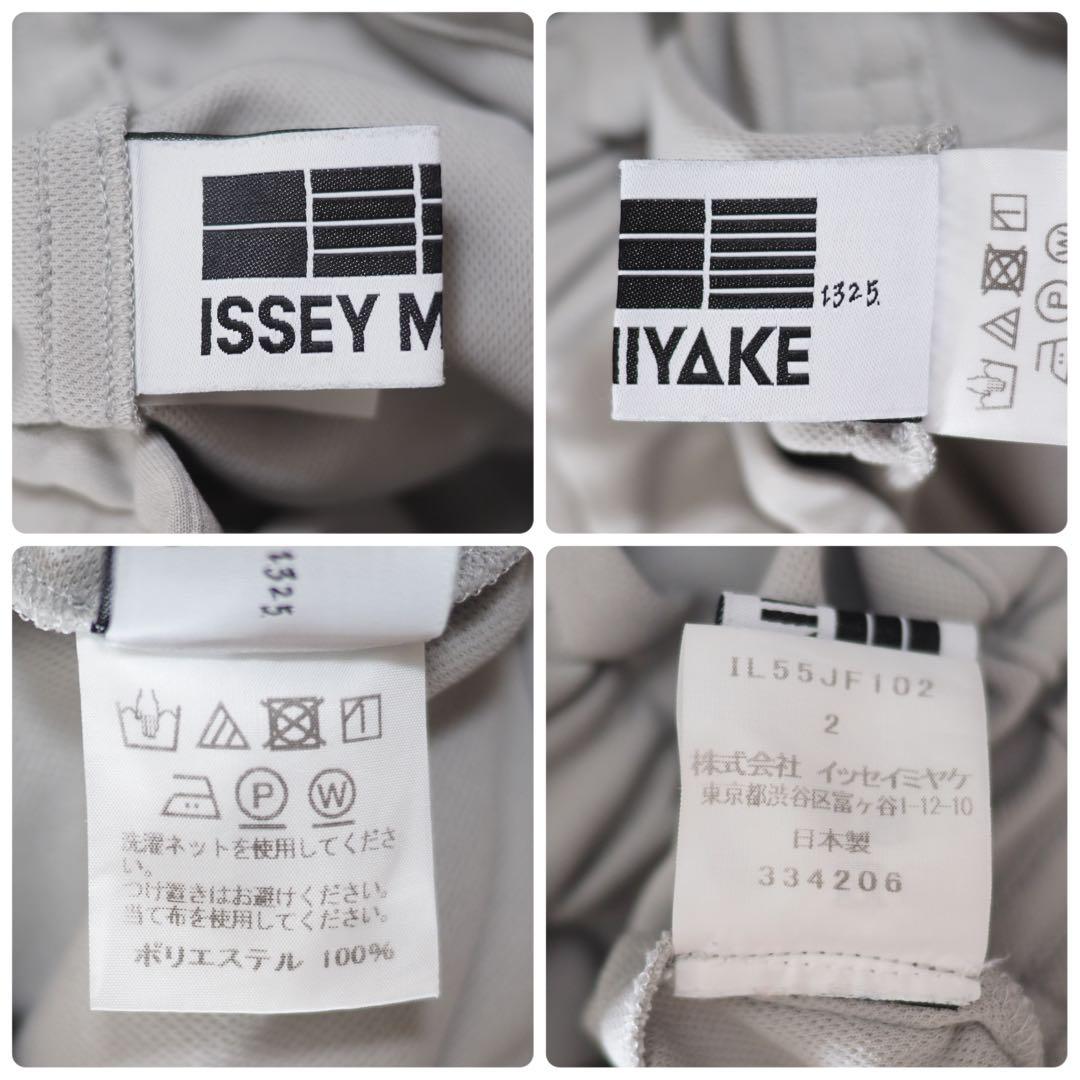 ISSEY M
132 5.
IYAKE
P
W
132 5.
P
W
洗濯ネットを使用してくださ
い。
つけ置きはお避けください。
当て布を使用してください。
ポリエステル 100%
IL55JF102
2
株式会社 イッセイミヤケ
東京都渋谷区富ヶ谷1-12-10
日本製
334206